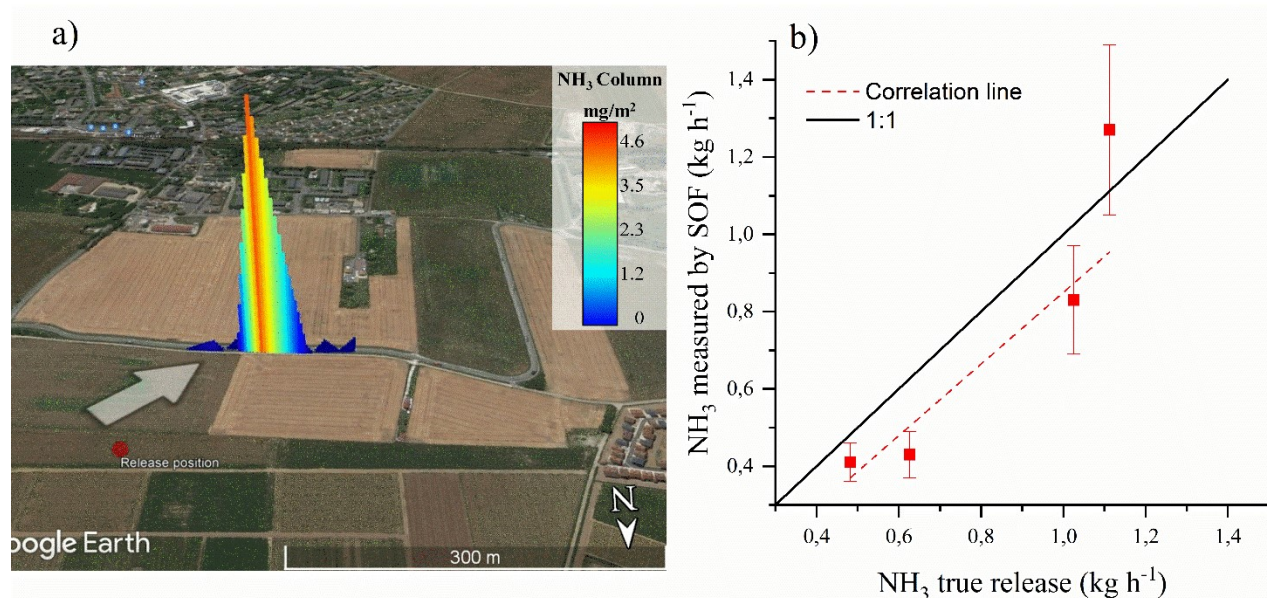 a)
NH₃ Column
mg/m²
4.6
3.5
2.3
1.2
0
Release position
N
oogle Earth
300 m
b)
Correlation line
1:1
NH₃ measured by SOF (kg h⁻¹)
1,4
1,2
1,0
0,8
0,6
0,4
0,4
0,6
0,8
1,0
1,2
1,4
NH₃ true release (kg h⁻¹)